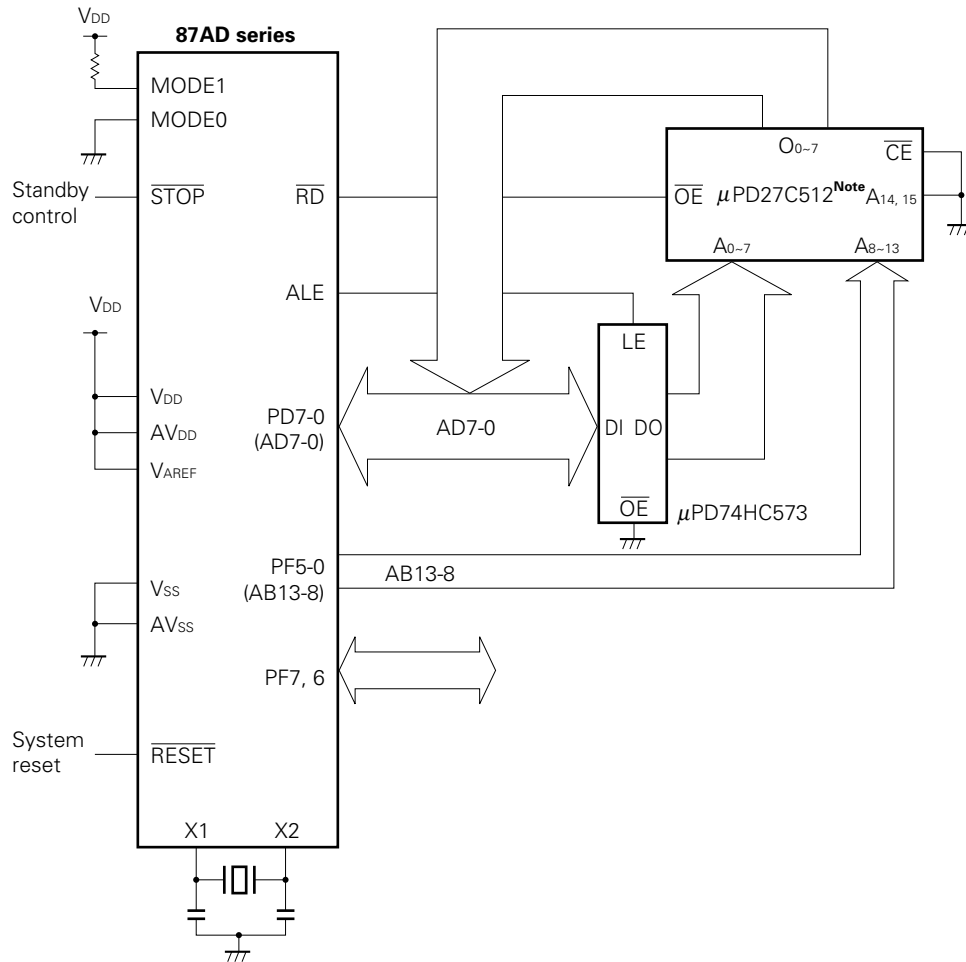 VDD
87AD series
MODE1
MODE0
Standby
control
STOP
RD
ALE
VDD
VDD
AVDD
VAREF
PD7-0
(AD7-0)
AD7-0
PF5-0
(AB13-8)
AB13-8
VSS
AVSS
PF7, 6
System
reset
RESET
X1 X2
O0~7
CE
OE μPD27C512Note A14, 15
A0~7 A8~13
LE
DI DO
OE
μPD74HC573